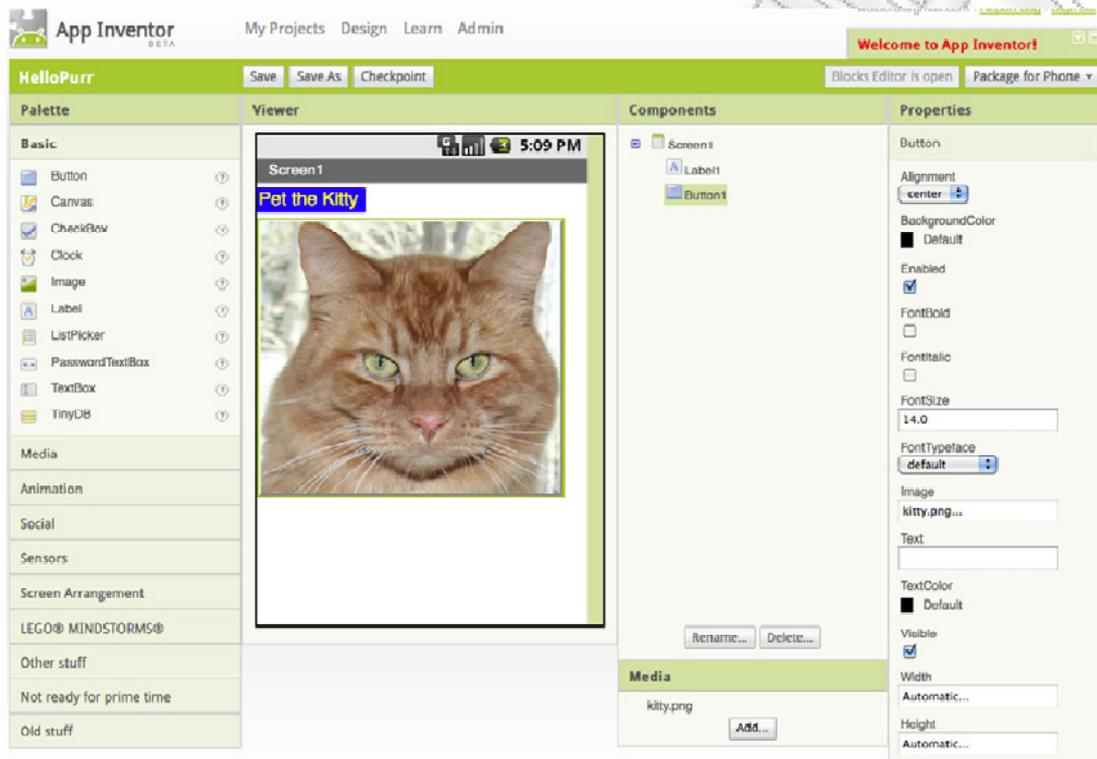 App Inventor
BETA
My Projects Design Learn Admin
Welcome to App Inventor!
HelloPurr
Save Save As Checkpoint
Blocks Editor is open Package for Phone
Palette
Basic
Button
Canvas
CheckBox
Clock
Image
Label
ListPicker
PasswordTextBox
TextBox
TinyDB
Media
Animation
Social
Sensors
Screen Arrangement
LEGO® MINDSTORMS®
Other stuff
Not ready for prime time
Old stuff
Viewer
5:09 PM
Screen1
Pet the Kitty
Components
Screen1
Label1
Button1
Rename... Delete...
Media
kitty.png
Add...
Properties
Button
Alignment
center
BackgroundColor
Default
Enabled
FontBold
FontItalic
FontSize
14.0
FontTypeface
default
Image
kitty.png...
Text
TextColor
Default
Visible
Width
Automatic...
Height
Automatic...